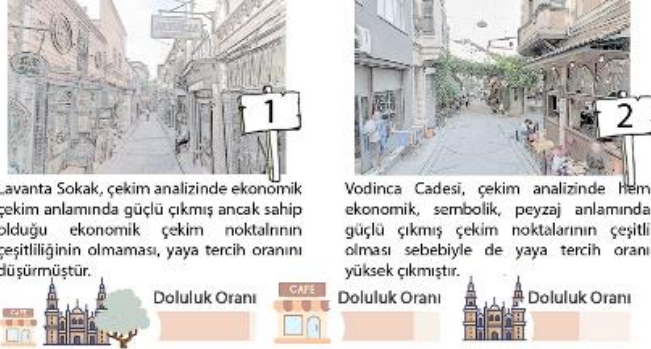 1
Lavanta Sokak, çekim analizinde ekonomik
çekim anlamında güçlü çıkmış ancak sahip
olduğu ekonomik çekim noktalnının
çeşitliliğinin olmaması, yaya tercih oranını
düşürmüştür.
2
Vodinca Cadesi, çekim analizinde hem
ekonomik, sembolik, peyzaj anlamında
güçlü çıkmış çekim noktalarının çeşitli
olması sebebiyle de yaya tercih oranı
yüksek çıkmıştır.
CAFE
Doluluk Oranı
CAFE
Doluluk Oranı
Doluluk Oranı